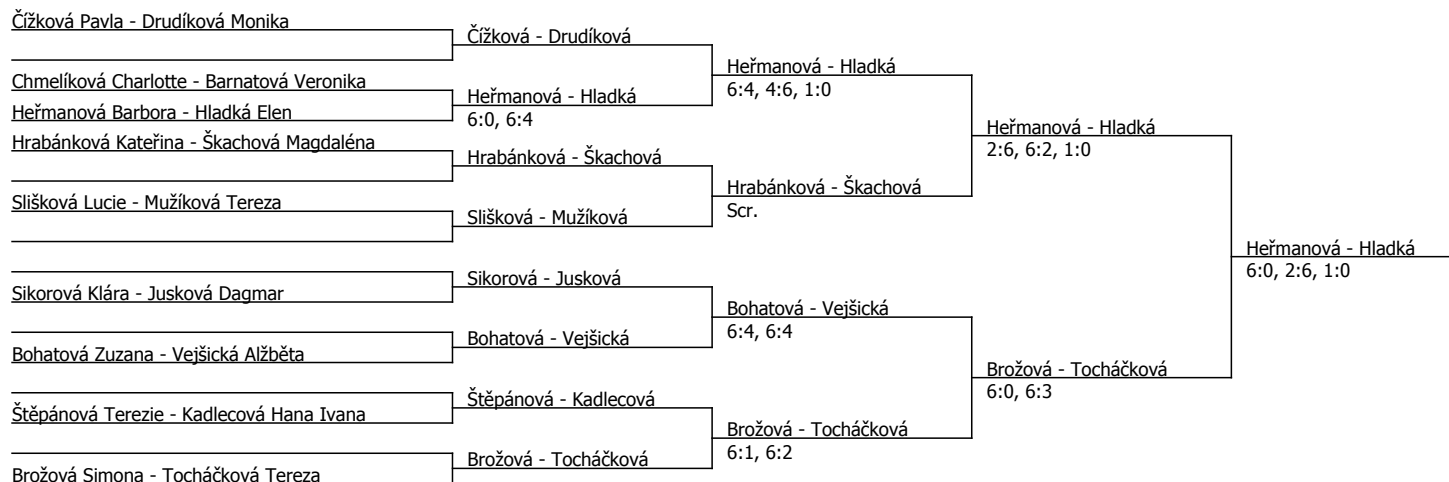 Čížková Pavla - Drudíková Monika
Chmelíková Charlotte - Barnatová Veronika
Heřmanová Barbora - Hladká Elen
Hrabánková Kateřina - Škachová Magdaléna
Slišková Lucie - Mužíková Tereza
Sikorová Klára - Jusková Dagmar
Bohatová Zuzana - Vejšická Alžběta
Štěpánová Terezie - Kadlecová Hana Ivana
Brožová Simona - Tocháčková Tereza
Čížková - Drudíková
Heřmanová - Hladká
6:0, 6:4
Hrabánková - Škachová
Slišková - Mužíková
Sikorová - Jusková
Bohatová - Vejšická
Štěpánová - Kadlecová
Brožová - Tocháčková
Heřmanová - Hladká
6:4, 4:6, 1:0
Hrabánková - Škachová
Scr.
Bohatová - Vejšická
6:4, 6:4
Brožová - Tocháčková
6:1, 6:2
Heřmanová - Hladká
2:6, 6:2, 1:0
Brožová - Tocháčková
6:0, 6:3
Heřmanová - Hladká
6:0, 2:6, 1:0